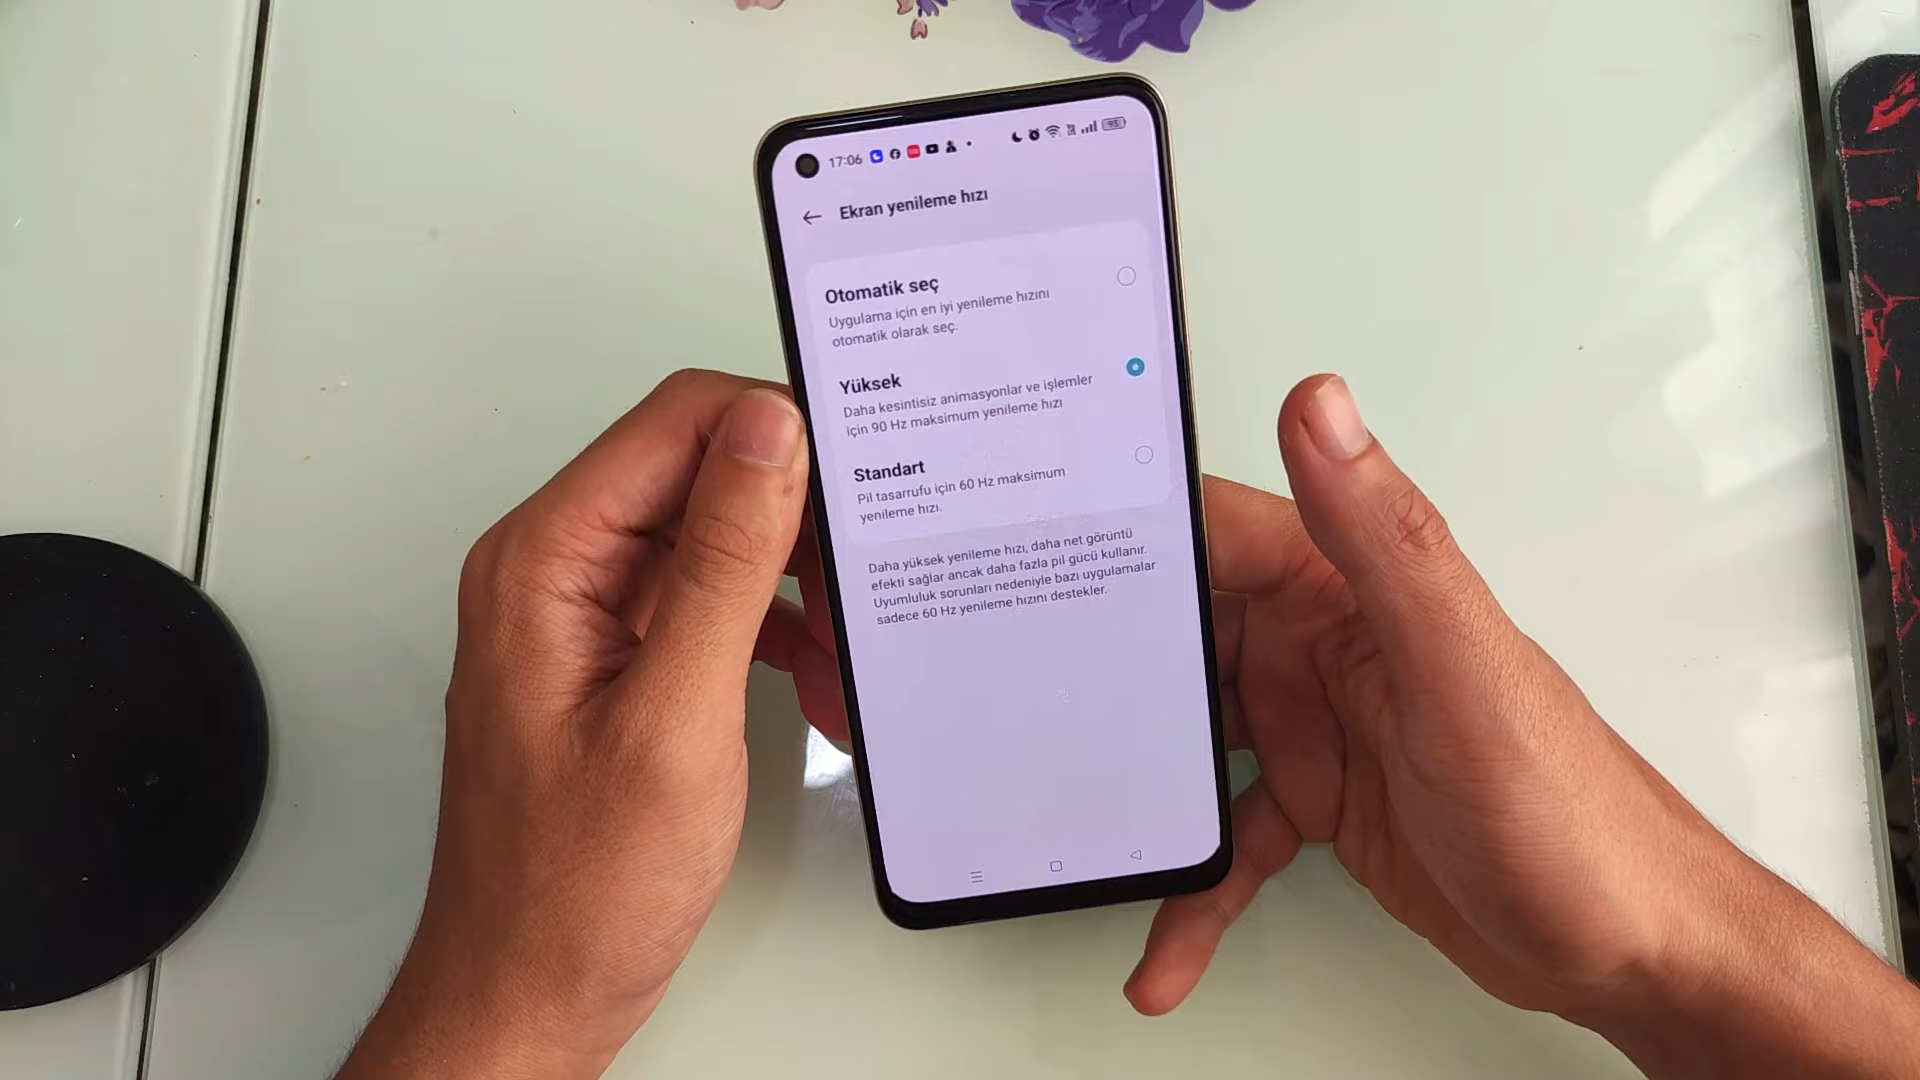 17:06
93
Ekran yenileme hızı
Otomatik seç
Uygulama için en iyi yenileme hızını
otomatik olarak seç.
Yüksek
Daha kesintisiz animasyonlar ve işlemler
için 90 Hz maksimum yenileme hızı
Standart
Pil tasarrufu için 60 Hz maksimum
yenileme hızı.
Daha yüksek yenileme hızı, daha net görüntü
efekti sağlar ancak daha fazla pil gücü kullanır.
Uyumluluk sorunları nedeniyle bazı uygulamalar
sadece 60 Hz yenileme hızını destekler.